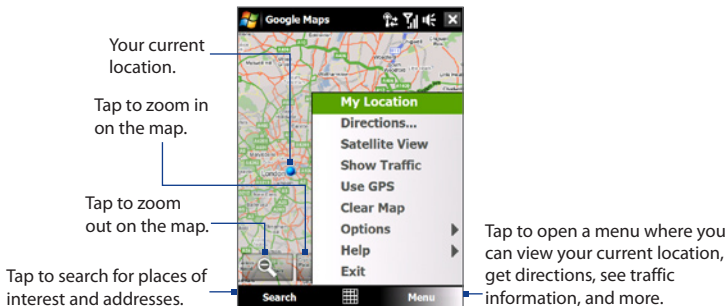 Google Maps
Your current
location.
Tap to zoom in
on the map.
Tap to zoom
out on the map.
Tap to search for places of
interest and addresses.
London
My Location
Directions...
Satellite View
Show Traffic
Use GPS
Clear Map
Options
Help
Exit
Search
Menu
Tap to open a menu where you
can view your current location,
get directions, see traffic
information, and more.